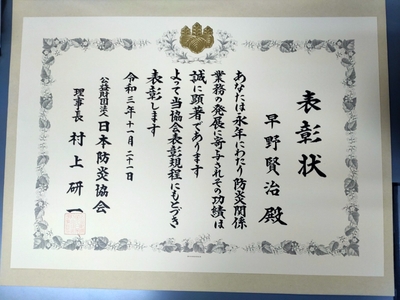 表彰状
早野賢治殿
あなたは永年にわたり防炎関係
業務の発展に寄与されその功績は
誠に顕著であります
よって当協会表彰規程にもとづき
表彰します
令和三年十一月二十一日
公益財団法人日本防炎協会
理事長 村上研一